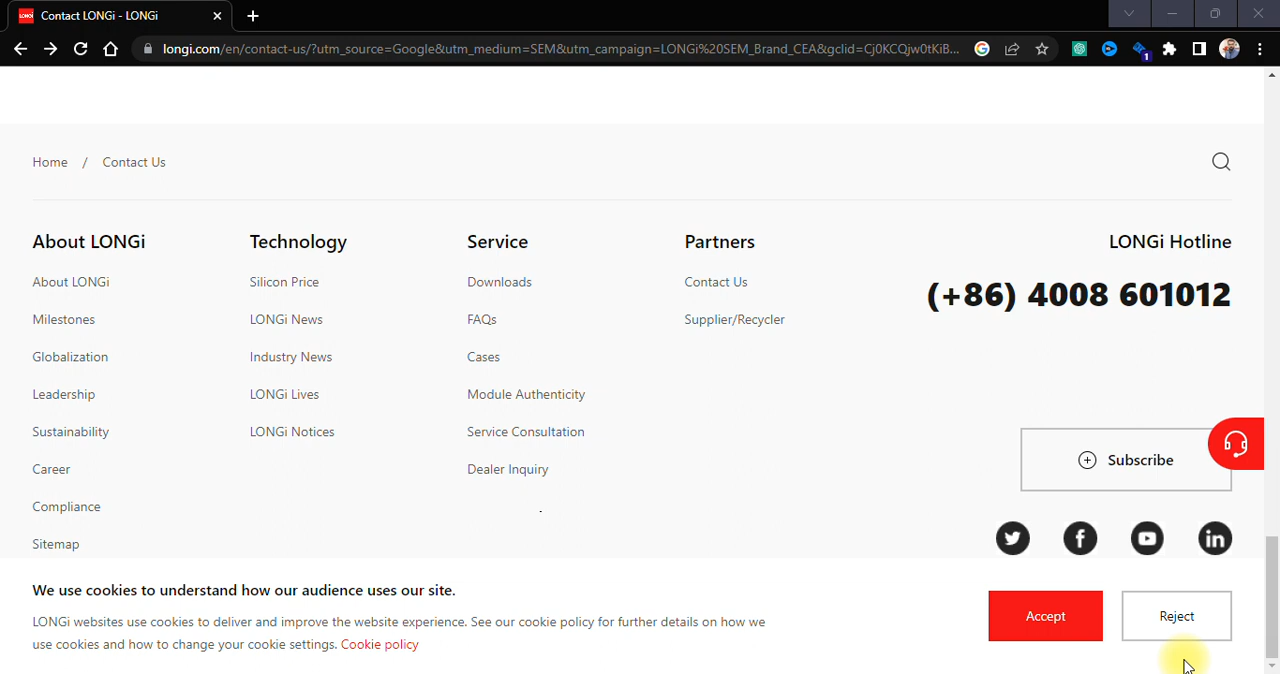 LONGi
Contact LONGi - LONGi
longi.com/en/contact-us/?utm_source=Google&utm_medium=SEM&utm_campaign=LONGi%20SEM_Brand_CEA&gclid=Cj0KCQjw0tKiB...
1
Home / Contact Us
About LONGi
Technology
Service
Partners
LONGi Hotline
About LONGi
Silicon Price
Downloads
Contact Us
(+86) 4008 601012
Milestones
LONGi News
FAQs
Supplier/Recycler
Globalization
Industry News
Cases
Leadership
LONGi Lives
Module Authenticity
Sustainability
LONGi Notices
Service Consultation
Career
Dealer Inquiry
Subscribe
Compliance
Sitemap
We use cookies to understand how our audience uses our site.
LONGi websites use cookies to deliver and improve the website experience. See our cookie policy for further details on how we
use cookies and how to change your cookie settings. Cookie policy
Accept
Reject